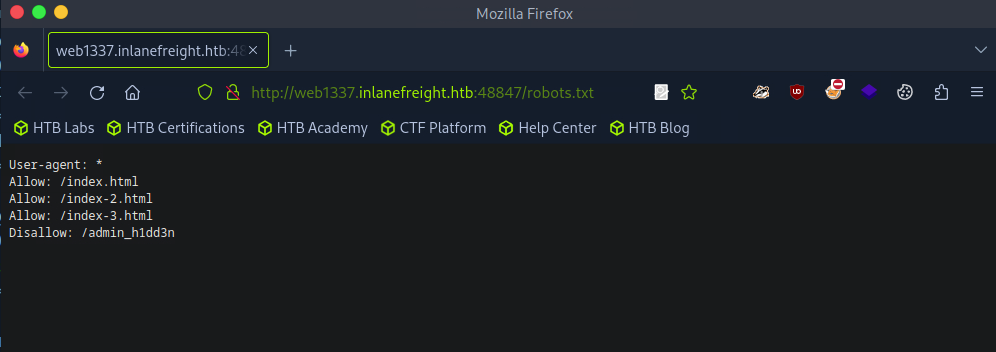 Mozilla Firefox
web1337.inlanefreight.htb:48
http://web1337.inlanefreight.htb:48847/robots.txt
HTB Labs HTB Certifications HTB Academy CTF Platform Help Center HTB Blog
User-agent: *
Allow: /index.html
Allow: /index-2.html
Allow: /index-3.html
Disallow: /admin_h1dd3n